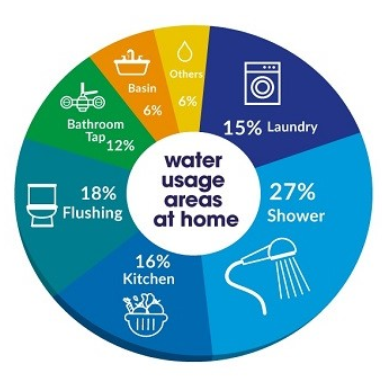 water
usage
areas
at home
15% Laundry
27%
Shower
16%
Kitchen
18%
Flushing
Bathroom
Tap 12%
Basin
6%
Others
6%